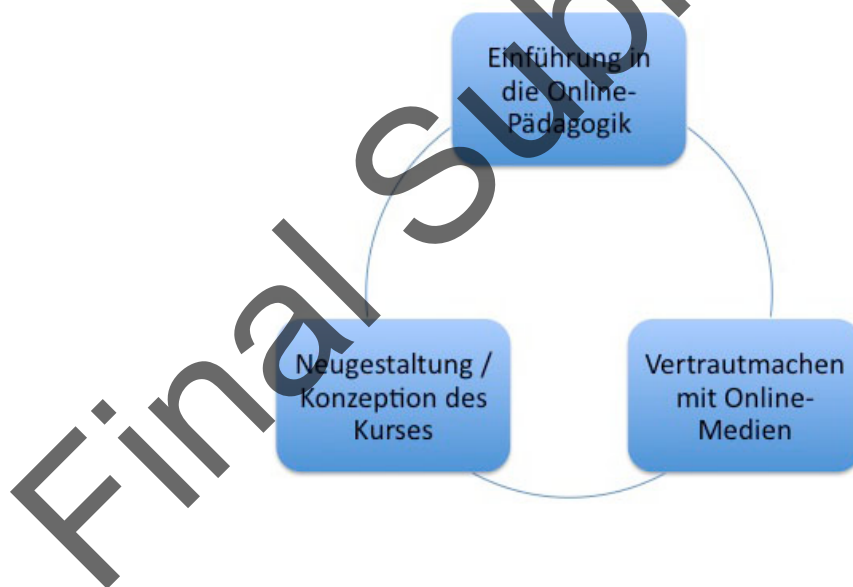 Einführung in
die Online-
Pädagogik
Neugestaltung /
Konzeption des
Kurses
Vertrautmachen
mit Online-
Medien
Final